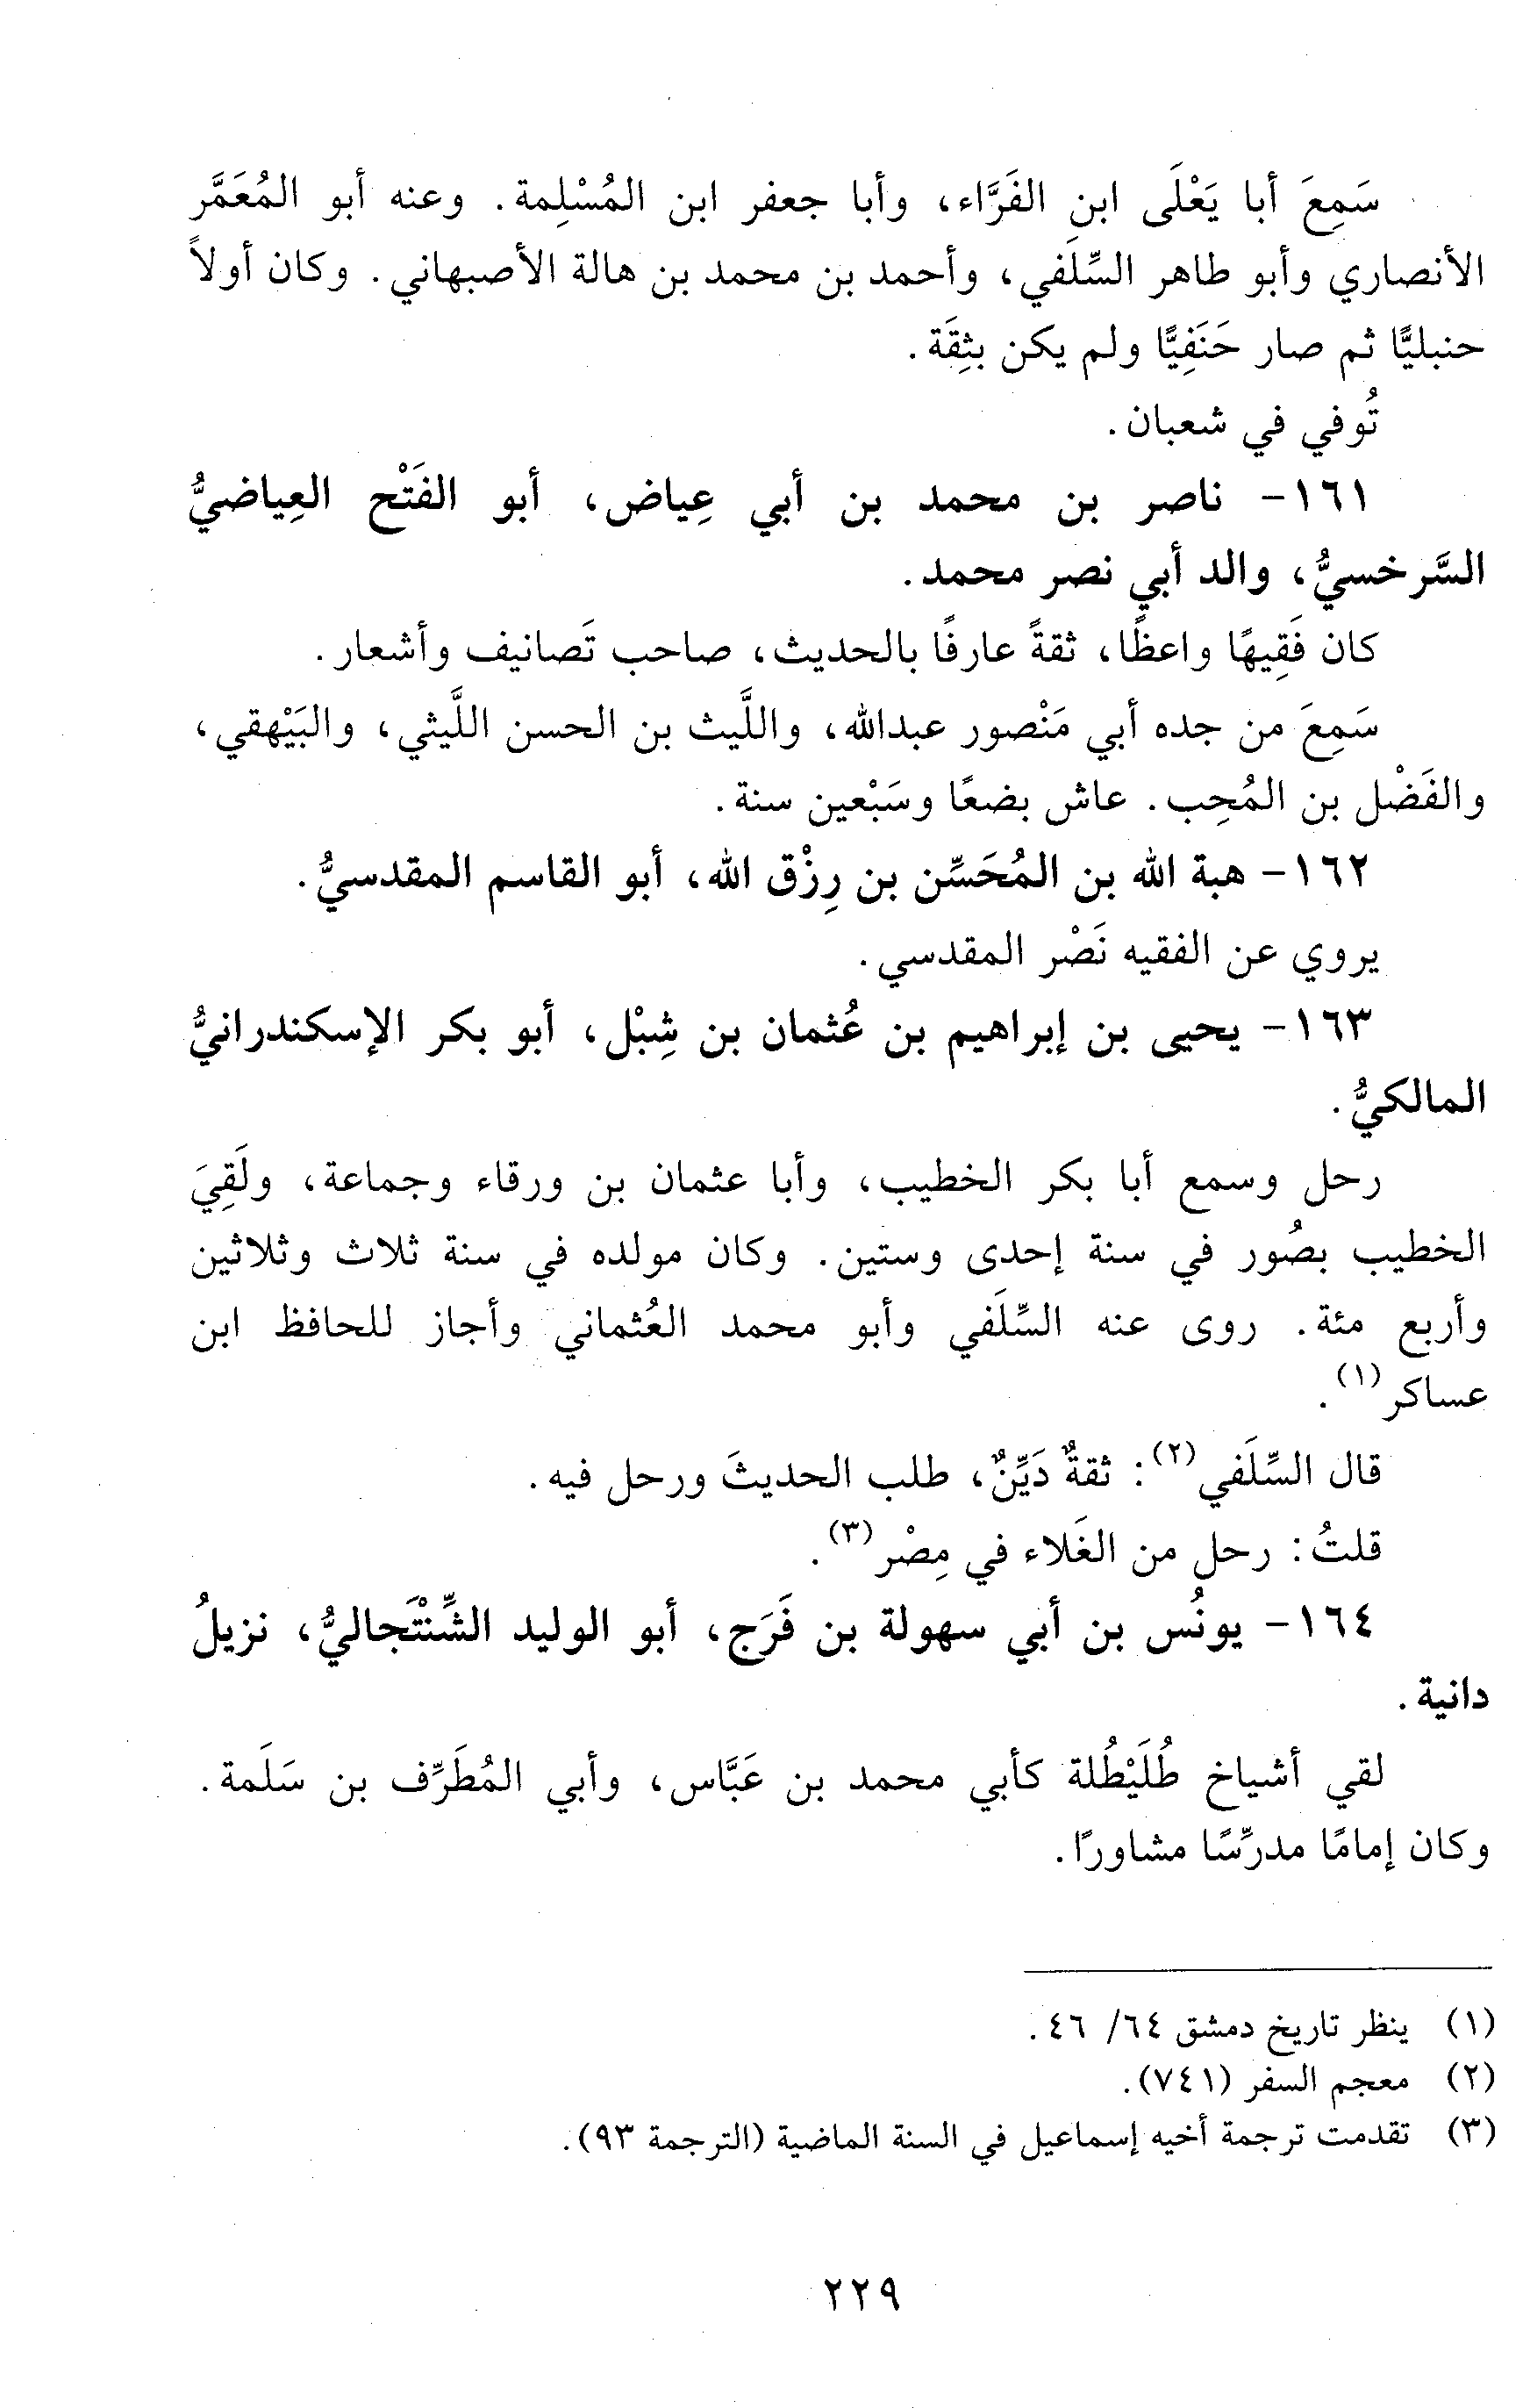 سَمِعَ أبا يَعْلَى ابن الفَرَّاء، وأبا جعفر ابن المُسْلِمة. وعنه أبو المُعَمَّر
الأنصاري وأبو طاهر السِّلَفي، وأحمد بن محمد بن هالة الأصبهاني. وكان أولاً
حنبليًّا ثم صار حَنَفِيًّا ولم يكن بثِقَة.
تُوفي في شعبان.
١٦١- ناصر بن محمد بن أبي عِياض، أبو الفَتْح العِياضيُّ
السَّرخسيُّ، والد أبي نصر محمد.
كان فَقِيهًا واعظًا، ثقةً عارفًا بالحديث، صاحب تَصانيف وأشعار.
سَمِعَ من جده أبي مَنْصور عبدالله، واللَّيث بن الحسن اللَّيثي، والبَيْهقي،
والفَضْل بن المُحِب. عاش بضعًا وسَبْعين سنة.
١٦٢- هبة الله بن المُحَسِّن بن رِزْق الله، أبو القاسم المقدسيُّ.
يروي عن الفقيه نَصْر المقدسي.
١٦٣- يحيى بن إبراهيم بن عُثمان بن شِبْل، أبو بكر الإسكندرانيُّ
المالكيُّ.
رحل وسمع أبا بكر الخطيب، وأبا عثمان بن ورقاء وجماعة، ولَقِيَ
الخطيب بصُور في سنة إحدى وستين. وكان مولده في سنة ثلاث وثلاثين
وأربع مئة. روى عنه السِّلَفي وأبو محمد العُثماني وأجاز للحافظ ابن
عساكر(١).
قال السِّلَفي(٢): ثقةٌ دَيِّنٌ، طلب الحديثَ ورحل فيه.
قلتُ: رحل من الغَلاء في مِصْر(٣).
١٦٤- يونُس بن أبي سهولة بن فَرَج، أبو الوليد الشِّنْتَجاليُّ، نزيلُ
دانية.
لقي أشياخ طُلَيْطُلة كأبي محمد بن عَبَّاس، وأبي المُطَرِّف بن سَلَمة.
وكان إمامًا مدرِّسًا مشاورًا.
(١) ينظر تاريخ دمشق ٦٤/ ٤٦.
(٢) معجم السفر (٧٤١).
(٣) تقدمت ترجمة أخيه إسماعيل في السنة الماضية (الترجمة ٩٣).
٢٢٩